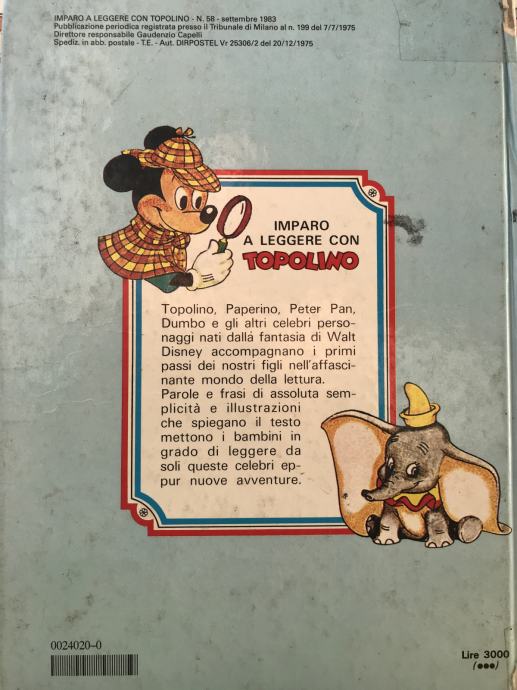 IMPARO A LEGGERE CON TOPOLINO - N. 58 - settembre 1983
Pubblicazione periodica registrata presso il Tribunale di Milano al n. 199 del 7/7/1975
Direttore responsabile Gaudenzio Capelli
Spediz. in abb. postale - T.E. - Aut. DIRPOSTEL Vr 25306/2 del 20/12/1975
IMPARO
A LEGGERE CON
TOPOLINO
Topolino, Paperino, Peter Pan,
Dumbo e gli altri celebri perso-
naggi nati dalla fantasia di Walt
Disney accompagnano i primi
passi dei nostri figli nell'affasci-
nante mondo della lettura.
Parole e frasi di assoluta sem-
plicità e illustrazioni
che spiegano il testo
mettono i bambini in
grado di leggere da
soli queste celebri ep-
pur nuove avventure.
0024020-0
Lire 3000
(●●●)